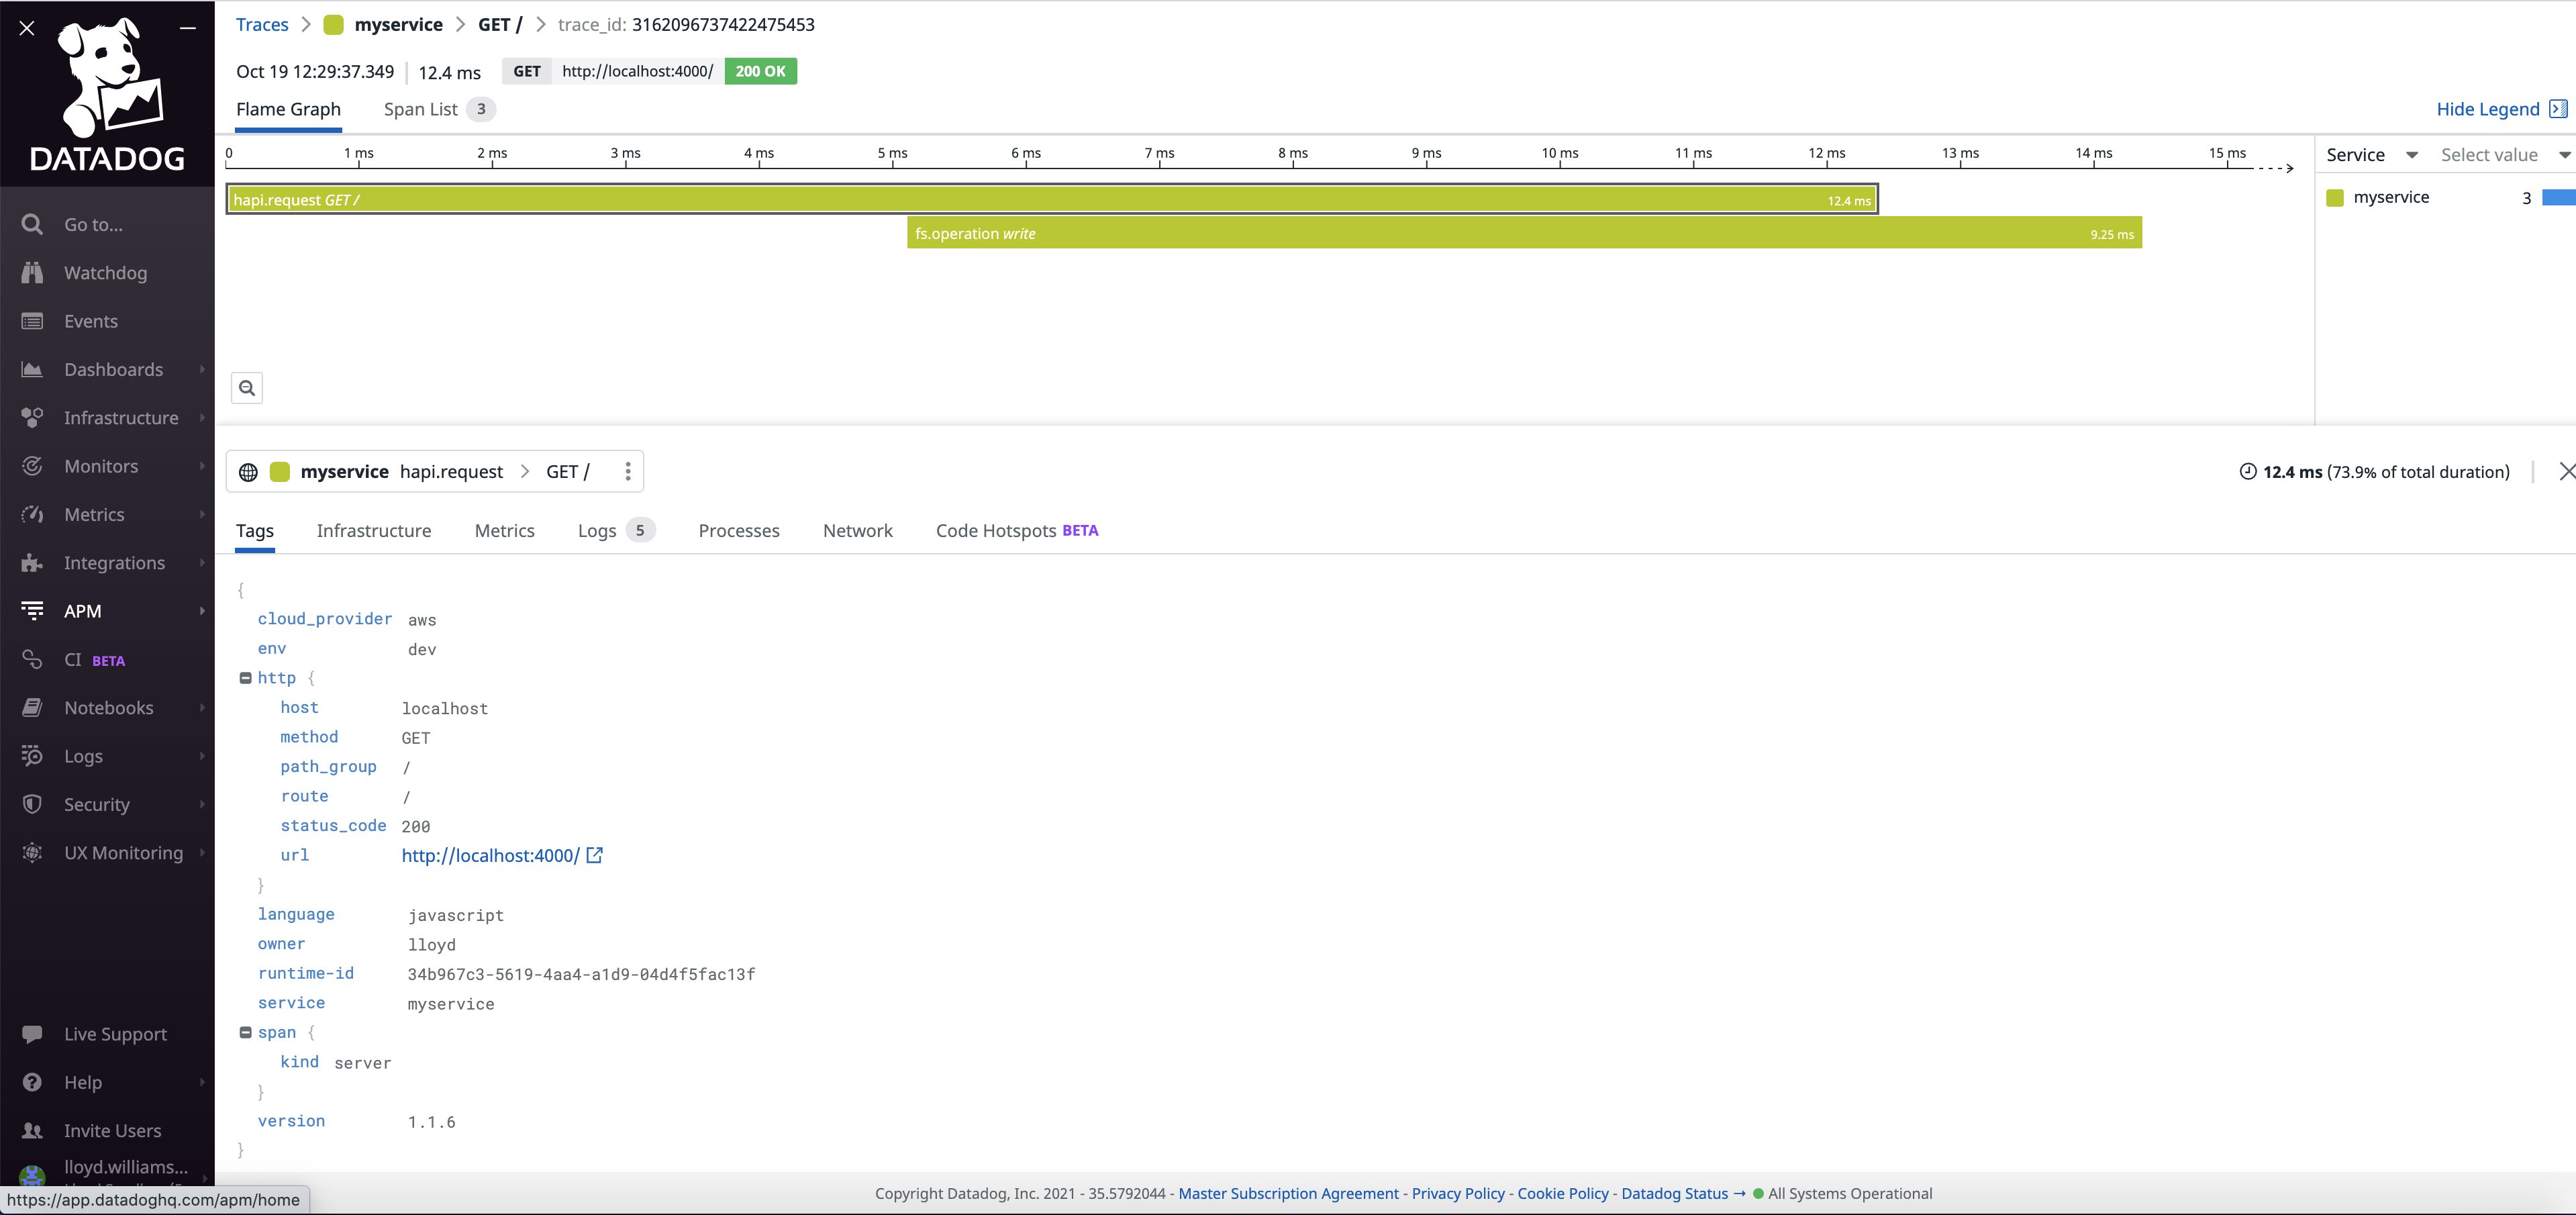 DATADOG
Go to...
Watchdog
Events
Dashboards
Infrastructure
Monitors
Metrics
Integrations
APM
CI BETA
Notebooks
Logs
Security
UX Monitoring
Live Support
Help
Invite Users
lloyd.williams...
https://app.datadoghq.com/apm/home
Traces myservice GET / trace_id: 3162096737422475453
Oct 19 12:29:37.349 12.4 ms GET http://localhost:4000/ 200 OK
Flame Graph Span List 3 Hide Legend
0 1 ms 2 ms 3 ms 4 ms 5 ms 6 ms 7 ms 8 ms 9 ms 10 ms 11 ms 12 ms 13 ms 14 ms 15 ms
Service Select value
hapi.request GET / 12.4 ms
myservice 3
fs.operation write 9.25 ms
myservice hapi.request GET / 12.4 ms (73.9% of total duration)
Tags Infrastructure Metrics Logs 5 Processes Network Code Hotspots BETA
{
cloud_provider aws
env dev
http {
host localhost
method GET
path_group /
route /
status_code 200
url http://localhost:4000/
}
language javascript
owner lloyd
runtime-id 34b967c3-5619-4aa4-a1d9-04d4f5fac13f
service myservice
span {
kind server
}
version 1.1.6
}
Copyright Datadog, Inc. 2021 - 35.5792044 - Master Subscription Agreement - Privacy Policy - Cookie Policy - Datadog Status → All Systems Operational